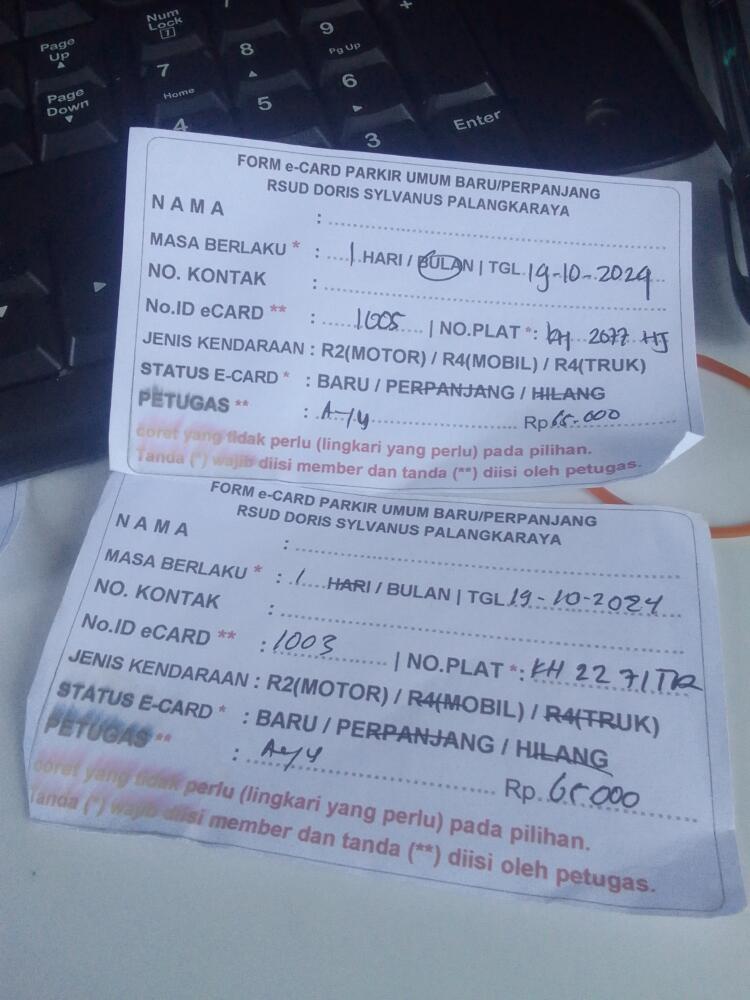 Page Up
Num Lock
1
Page Down
7
Home
8
9
Pg Up
4
5
6
3
Enter
FORM e-CARD PARKIR UMUM BARU/PERPANJANG
RSUD DORIS SYLVANUS PALANGKARAYA
NAMA :
MASA BERLAKU * : 1 HARI / BULAN | TGL 19-10-2024
NO. KONTAK :
No.ID eCARD ** : 1005 | NO.PLAT *: KH 2677 HJ
JENIS KENDARAAN : R2(MOTOR) / R4(MOBIL) / R4(TRUK)
STATUS E-CARD * : BARU / PERPANJANG / HILANG
PETUGAS ** : Ayu Rp 65.000
coret yang tidak perlu (lingkari yang perlu) pada pilihan.
Tanda (*) wajib diisi member dan tanda (**) diisi oleh petugas.
FORM e-CARD PARKIR UMUM BARU/PERPANJANG
RSUD DORIS SYLVANUS PALANGKARAYA
NAMA :
MASA BERLAKU * : 1 HARI / BULAN | TGL 19-10-2024
NO. KONTAK :
No.ID eCARD ** : 1003 | NO.PLAT *: KH 2271
JENIS KENDARAAN : R2(MOTOR) / R4(MOBIL) / R4(TRUK)
STATUS E-CARD * : BARU / PERPANJANG / HILANG
PETUGAS ** : Ayu Rp. 65.000
coret yang tidak perlu (lingkari yang perlu) pada pilihan.
Tanda (*) wajib diisi member dan tanda (**) diisi oleh petugas.